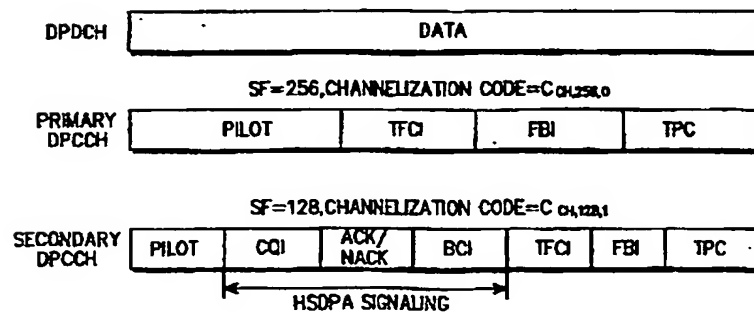 DPDCH DATA
SF=256,CHANNELIZATION CODE=C CH,256,0
PRIMARY DPCCH PILOT TFCI FBI TPC
SF=128,CHANNELIZATION CODE=C CH,128,1
SECONDARY DPCCH PILOT CQI ACK/NACK BCI TFCI FBI TPC
HSDPA SIGNALING